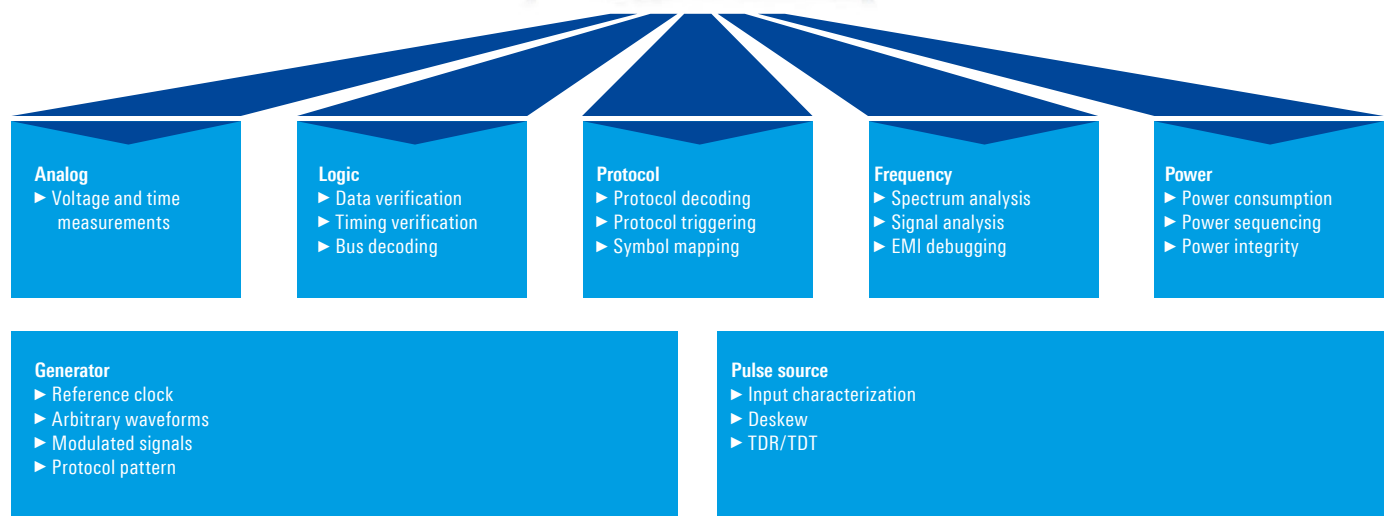 Analog
► Voltage and time
measurements
Logic
► Data verification
► Timing verification
► Bus decoding
Protocol
► Protocol decoding
► Protocol triggering
► Symbol mapping
Frequency
► Spectrum analysis
► Signal analysis
► EMI debugging
Power
► Power consumption
► Power sequencing
► Power integrity
Generator
► Reference clock
► Arbitrary waveforms
► Modulated signals
► Protocol pattern
Pulse source
► Input characterization
► Deskew
► TDR/TDT